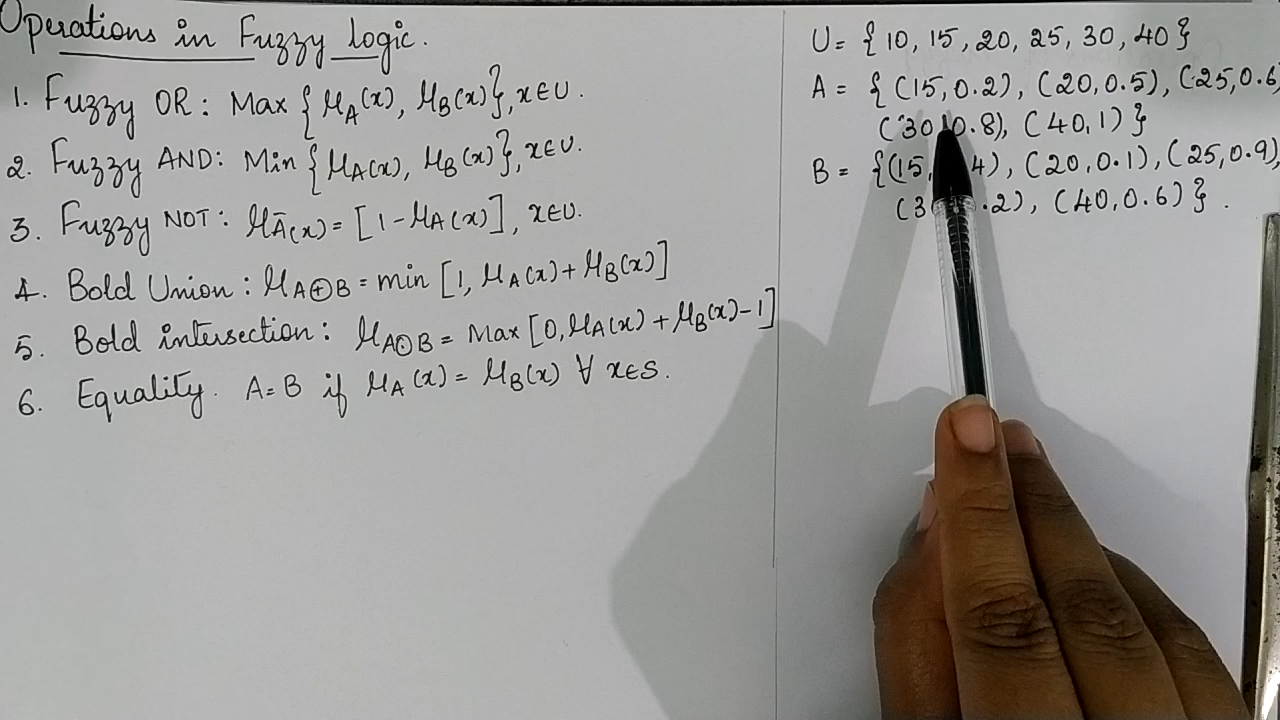 Operations in Fuzzy logic.
1. Fuzzy OR: Max {μA(x), μB(x)}, x∈U.
2. Fuzzy AND: Min {μA(x), μB(x)}, x∈U.
3. Fuzzy NOT: μĀ(x) = [1-μA(x)], x∈U.
4. Bold Union: μA⊕B = min [1, μA(x) + μB(x)]
5. Bold intersection: μA⊙B = Max [0, μA(x) + μB(x)-1]
6. Equality. A=B if μA(x) = μB(x) ∀ x∈S.
U = {10, 15, 20, 25, 30, 40}
A = {(15,0.2), (20,0.5), (25,0.6
(30,0.8), (40,1)}
B = {(15, 4), (20,0.1), (25,0.9)
(3 .2), (40,0.6)}.